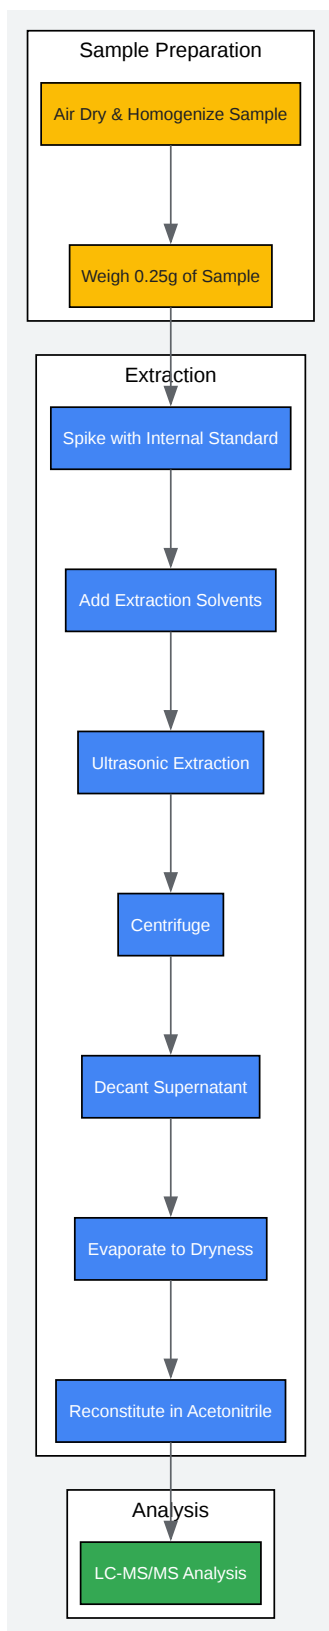 Sample Preparation
Air Dry & Homogenize Sample
Weigh 0.25g of Sample
Extraction
Spike with Internal Standard
Add Extraction Solvents
Ultrasonic Extraction
Centrifuge
Decant Supernatant
Evaporate to Dryness
Reconstitute in Acetonitrile
Analysis
LC-MS/MS Analysis